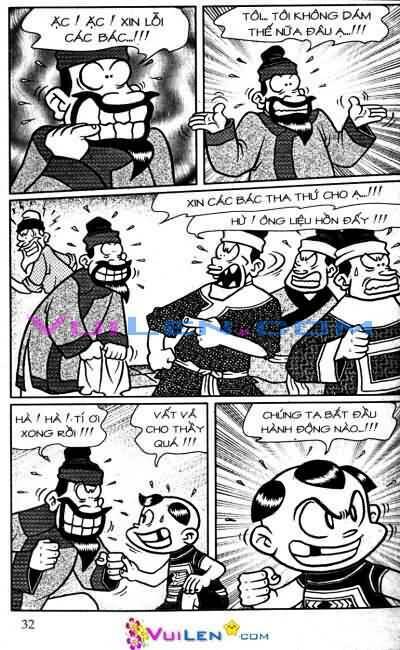 ẶC ! ẶC ! XIN LỖI
CÁC BÁC...!!!
TÔI... TÔI KHÔNG DÁM
THẾ NỮA ĐÂU Ạ...!!!
XIN CÁC BÁC THA THỨ CHO Ạ...!!!
HỪ ! ÔNG LIỆU HỒN ĐẤY !!!
VUILEN.COM
HÀ ! HÀ ! TÍ ƠI
XONG RỒI !!!
VẤT VẢ
CHO THẦY
QUÁ !!!
CHÚNG TA BẮT ĐẦU
HÀNH ĐỘNG NÀO...!!!
32
VUILEN.COM